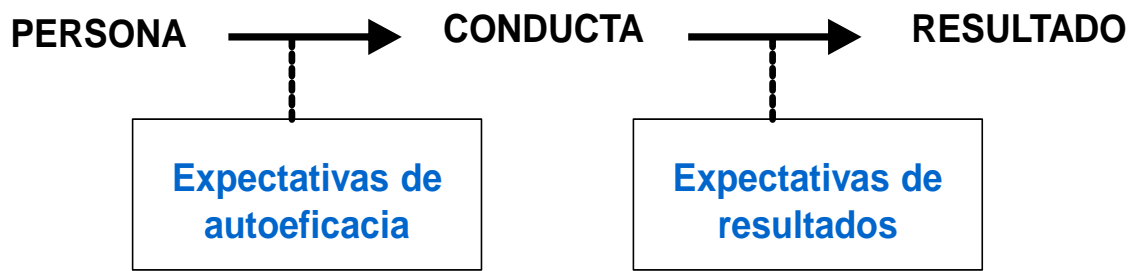 PERSONA
CONDUCTA
RESULTADO
Expectativas de
autoeficacia
Expectativas de
resultados